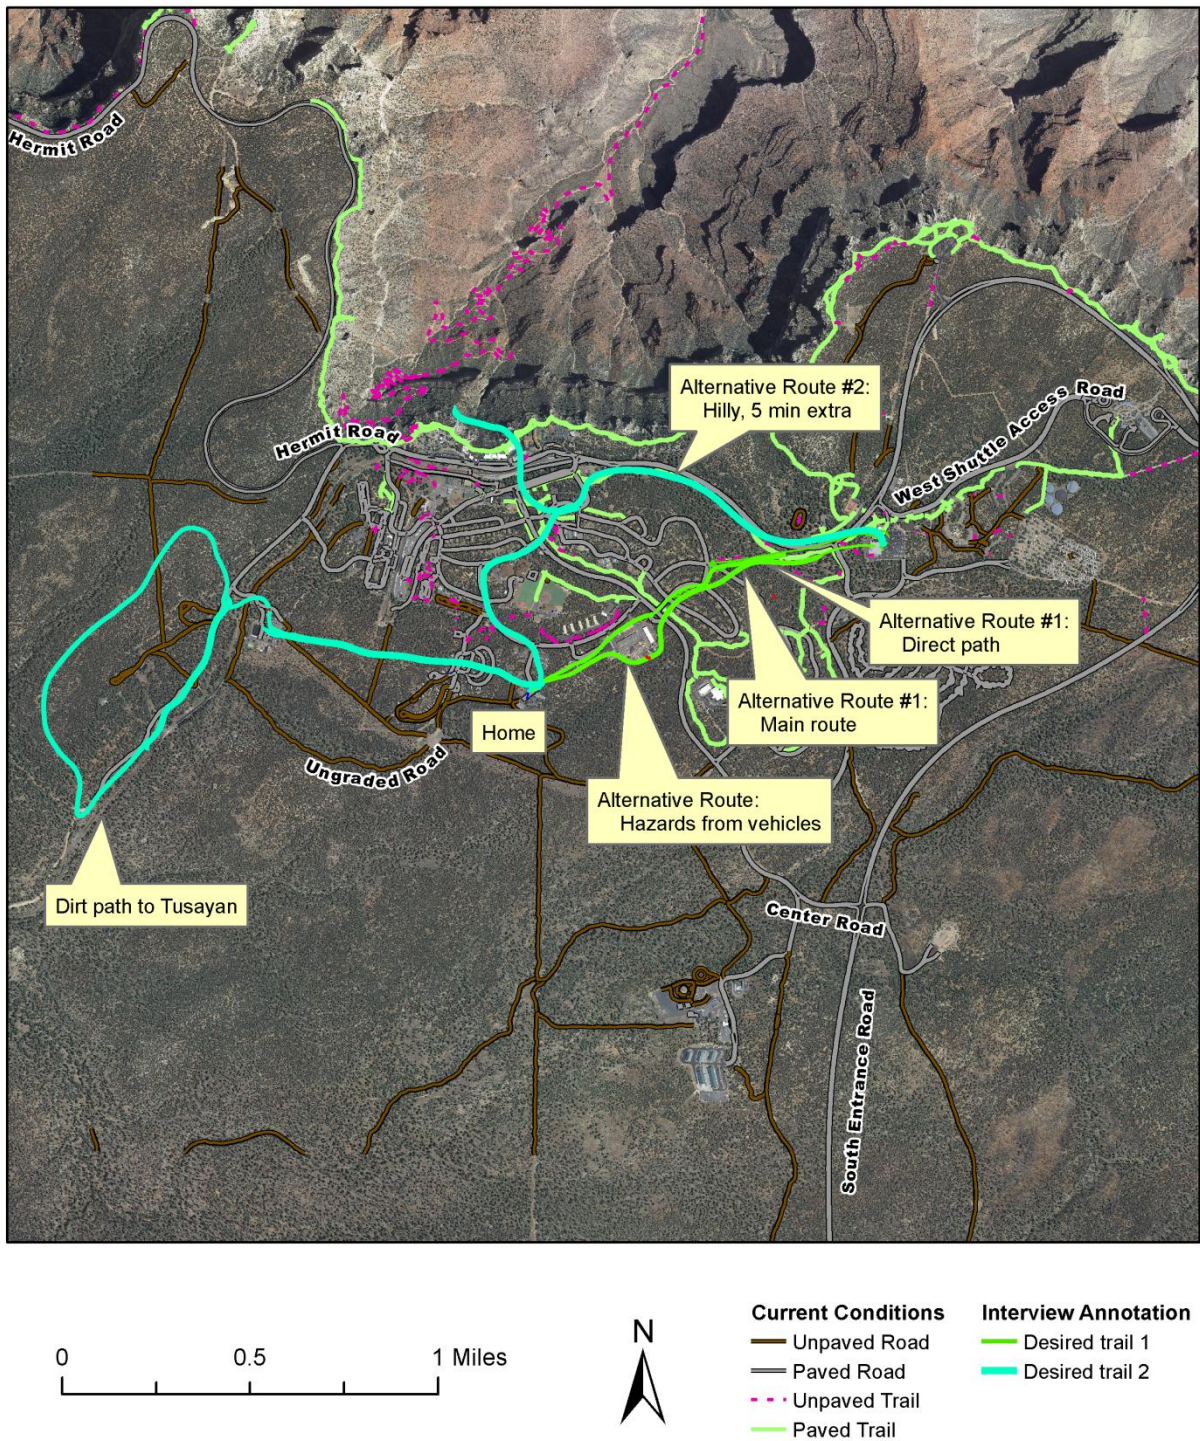 Hermit Road
Alternative Route #2:
Hilly, 5 min extra
Hermit Road
West Shuttle Access Road
Alternative Route #1:
Direct path
Alternative Route #1:
Main route
Home
Ungraded Road
Alternative Route:
Hazards from vehicles
Dirt path to Tusayan
Center Road
South Entrance Road
0 0.5 1 Miles
N
Current Conditions
Unpaved Road
Paved Road
Unpaved Trail
Paved Trail
Interview Annotation
Desired trail 1
Desired trail 2